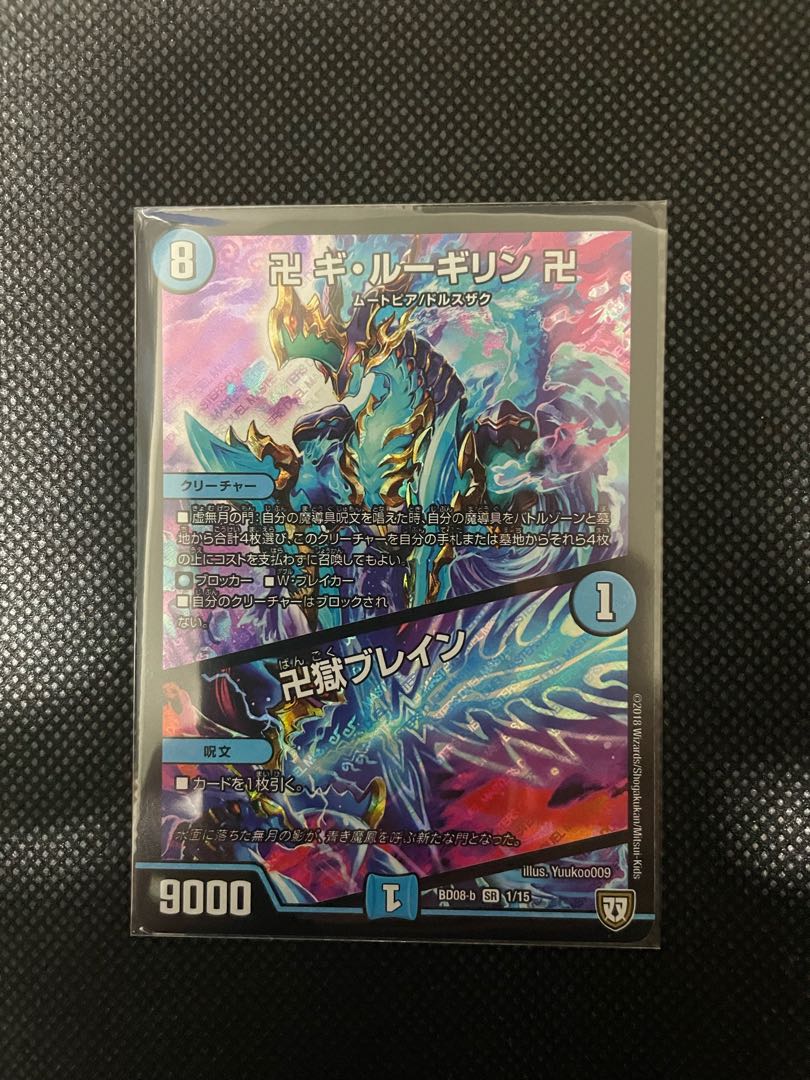 8
卍 ギ・ルーギリン 卍
ムートピア/ドルスザク
クリーチャー
■虚無月の門:自分の魔導具呪文を唱えた時、自分の魔導具をバトルゾーンと墓
地から合計4枚選び、このクリーチャーを自分の手札または墓地からそれら4枚
の上にコストを支払わずに召喚してもよい。
ブロッカー ■W・ブレイカー
■自分のクリーチャーはブロックされ
ない。
1
ばんごく
卍獄ブレイン
呪文
■カードを1枚引く。
水面に落ちた無月の影が、青き魔鳳を呼ぶ新たな門となった。
illus. Yuukoo009
9000
1
BD08-b SR 1/15
©2018 Wizards/Shogakukan/Mitsui-Kids